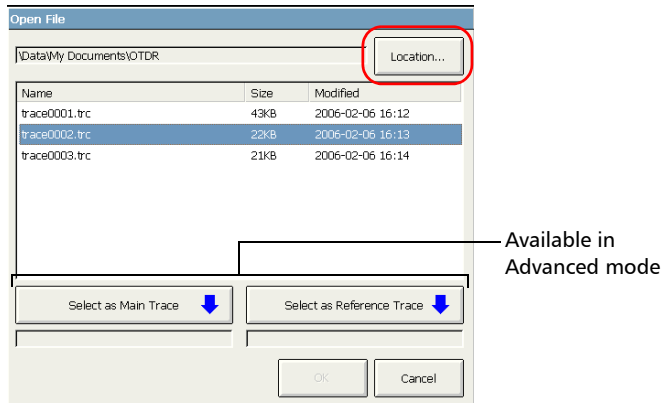 Open File
\Data\My Documents\OTDR
Location...
Name Size Modified
trace0001.trc 43KB 2006-02-06 16:12
trace0002.trc 22KB 2006-02-06 16:13
trace0003.trc 21KB 2006-02-06 16:14
Available in
Advanced mode
Select as Main Trace Select as Reference Trace
OK Cancel